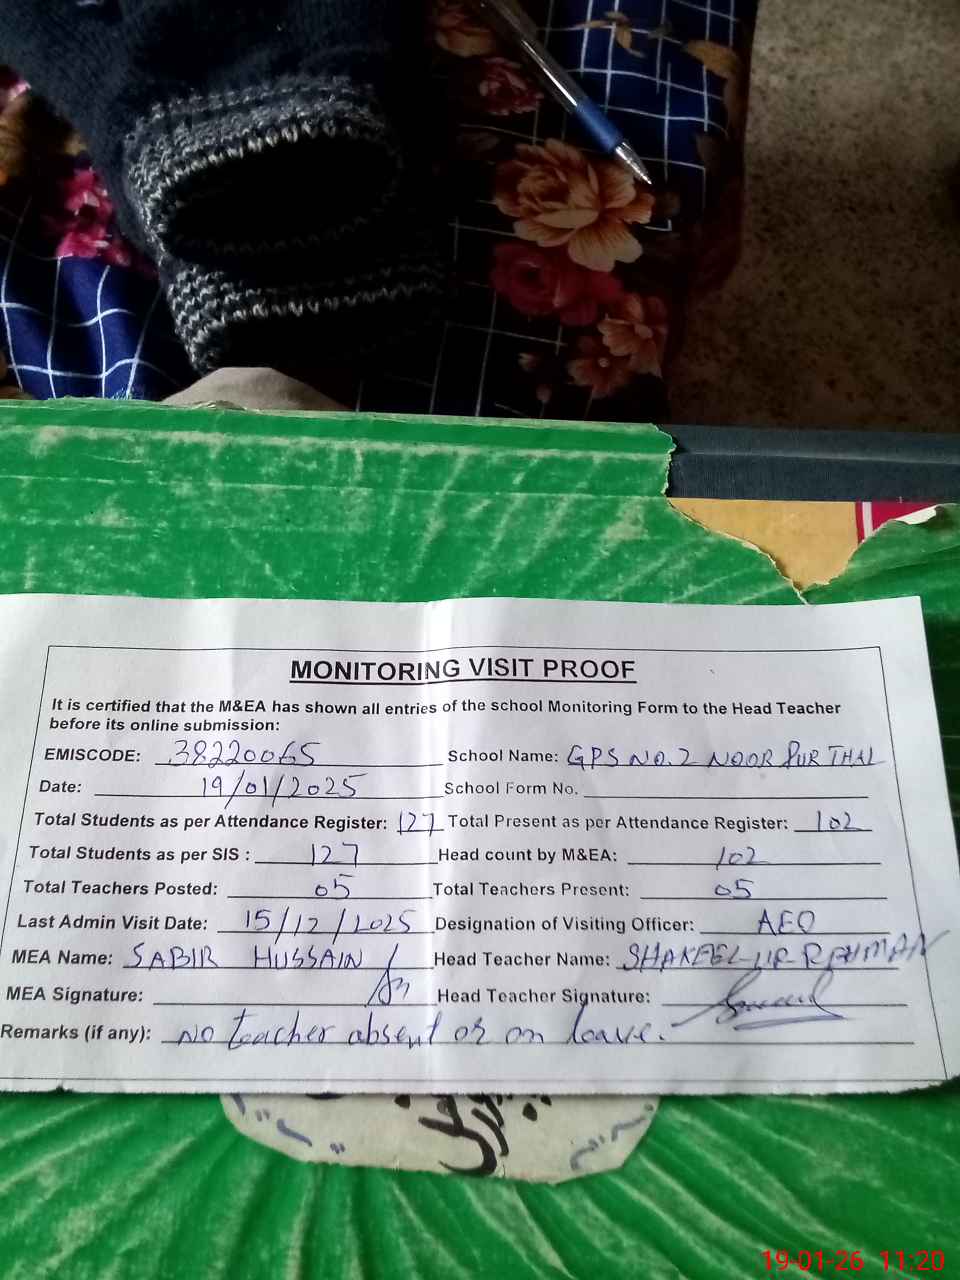 MONITORING VISIT PROOF
It is certified that the M&EA has shown all entries of the school Monitoring Form to the Head Teacher
before its online submission:
EMISCODE: 38220065 School Name: GPS NO.2 NOOR PUR THAL
Date: 19/01/2025 School Form No.
Total Students as per Attendance Register: 127 Total Present as per Attendance Register: 102
Total Students as per SIS : 127 Head count by M&EA: 102
Total Teachers Posted: 05 Total Teachers Present: 05
Last Admin Visit Date: 15/12/2025 Designation of Visiting Officer: AEO
MEA Name: SABIR HUSSAIN Head Teacher Name: SHAKEEL UR REHMAN
MEA Signature: Head Teacher Signature:
Remarks (if any): No teacher absent or on leave.
19-01-26 11:20